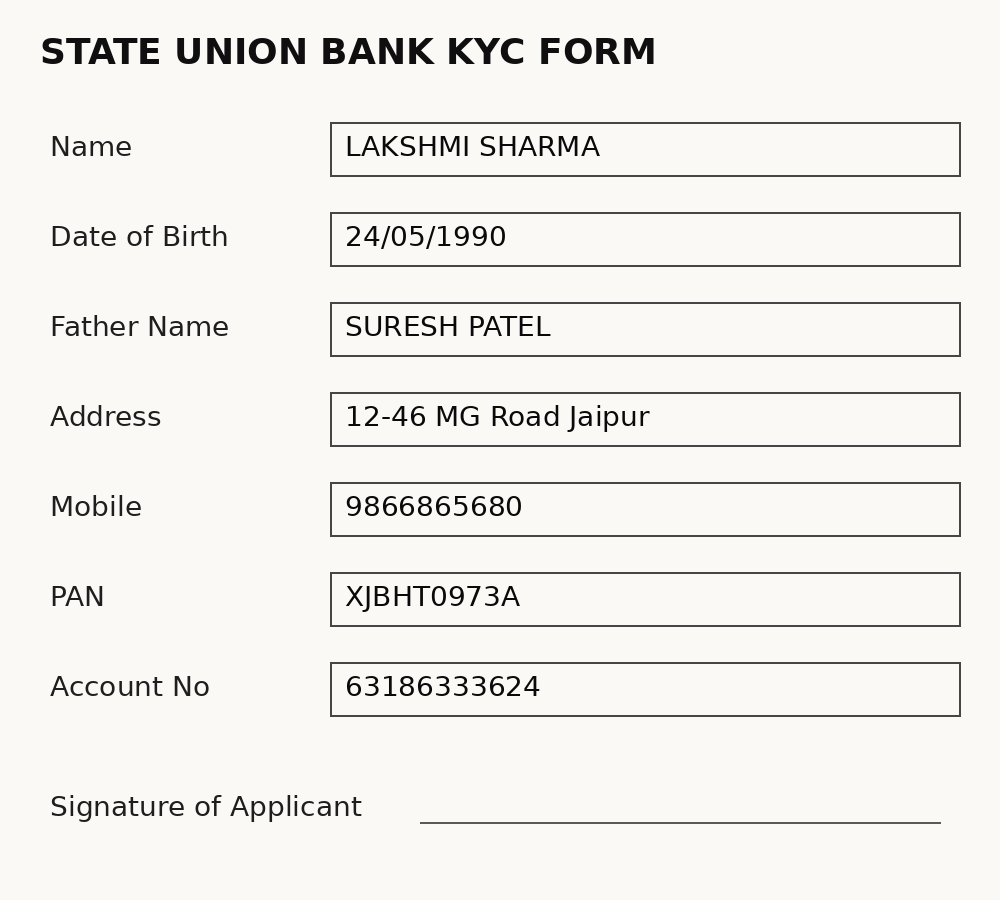 STATE UNION BANK KYC FORM
Name LAKSHMI SHARMA
Date of Birth 24/05/1990
Father Name SURESH PATEL
Address 12-46 MG Road Jaipur
Mobile 9866865680
PAN XJBHT0973A
Account No 63186333624
Signature of Applicant